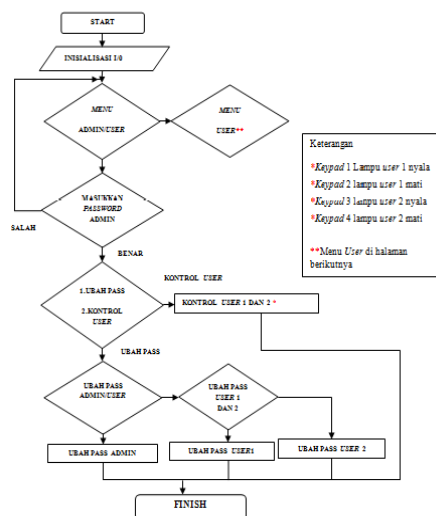 START
INISIALISASI I/0
MENU
ADMIN/USER
MENU
USER**
Keterangan
*Keypad 1 Lampu user 1 nyala
*Keypad 2 lampu user 1 mati
*Keypad 3 lampu user 2 nyala
*Keypad 4 lampu user 2 mati
**Menu User di halaman
berikutnya
MASUKKAN
PASSWORD
ADMIN
SALAH
BENAR
1.UBAH PASS
2.KONTROL
USER
KONTROL USER
KONTROL USER 1 DAN 2 *
UBAH PASS
UBAH PASS
ADMIN/USER
UBAH PASS
USER 1
DAN 2
UBAH PASS ADMIN
UBAH PASS USER1
UBAH PASS USER 2
FINISH